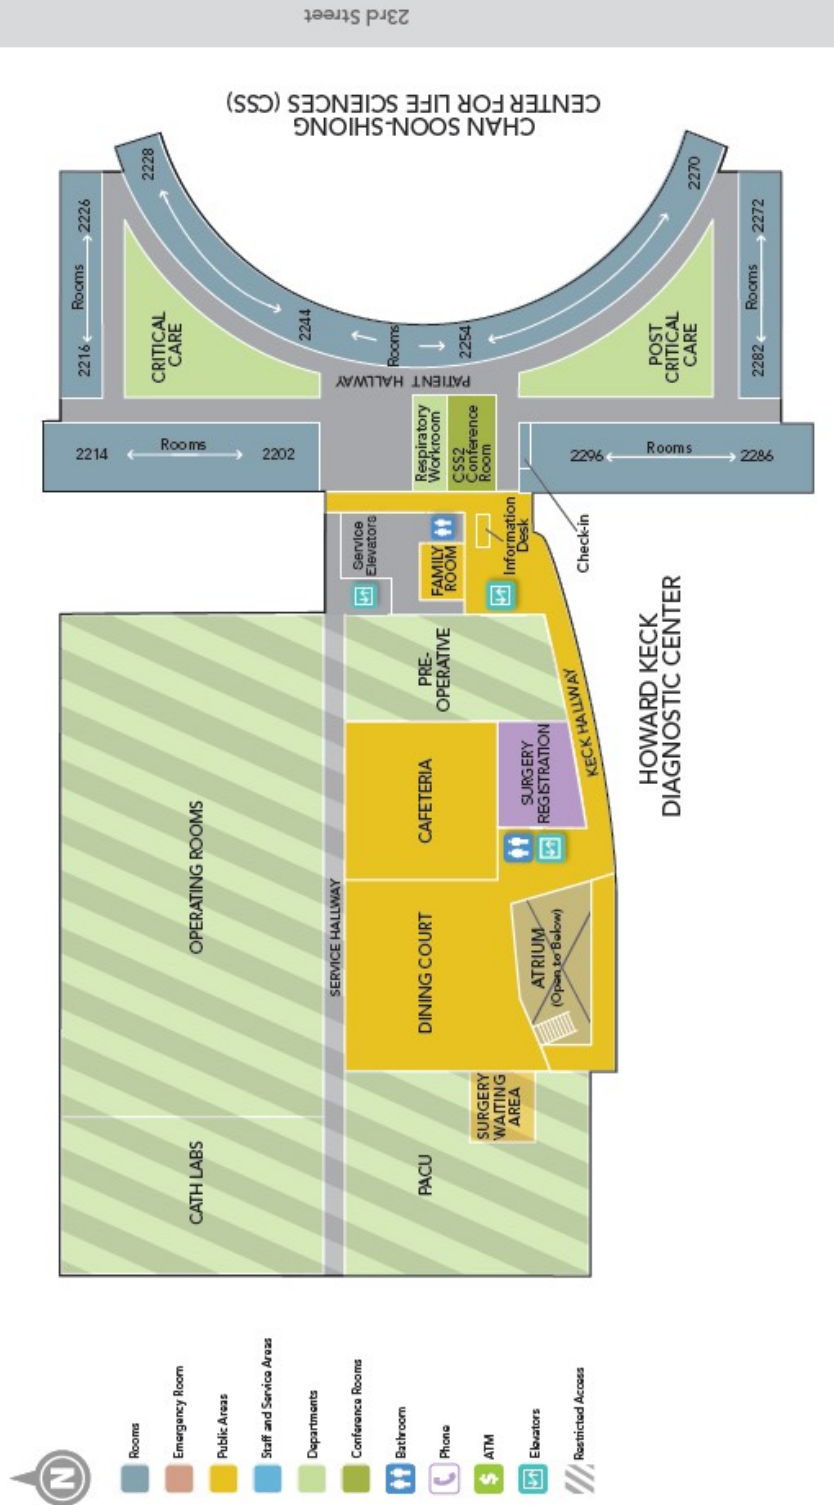 23rd Street
CHAN SOON-SHIONG
CENTER FOR LIFE SCIENCES (CSS)
2228
2270
2226
Rooms
2216
2272
Rooms
2282
CRITICAL
CARE
2244
Rooms
2254
POST
CRITICAL
CARE
PATIENT HALLWAY
2214
Rooms
2202
Respiratory
Workroom
CSS2
Conference
Room
2296
Rooms
2286
Service
Elevators
FAMILY
ROOM
Information
Desk
Check-in
PRE-
OPERATIVE
KECK HALLWAY
HOWARD KECK
DIAGNOSTIC CENTER
OPERATING ROOMS
SERVICE HALLWAY
CAFETERIA
SURGERY
REGISTRATION
DINING COURT
ATRIUM
(Open to Below)
CATH LABS
PACU
SURGERY
WAITING
AREA
N
Rooms
Emergency Room
Public Areas
Staff and Service Areas
Departments
Conference Rooms
Bathroom
Phone
$ ATM
Elevators
Restricted Access